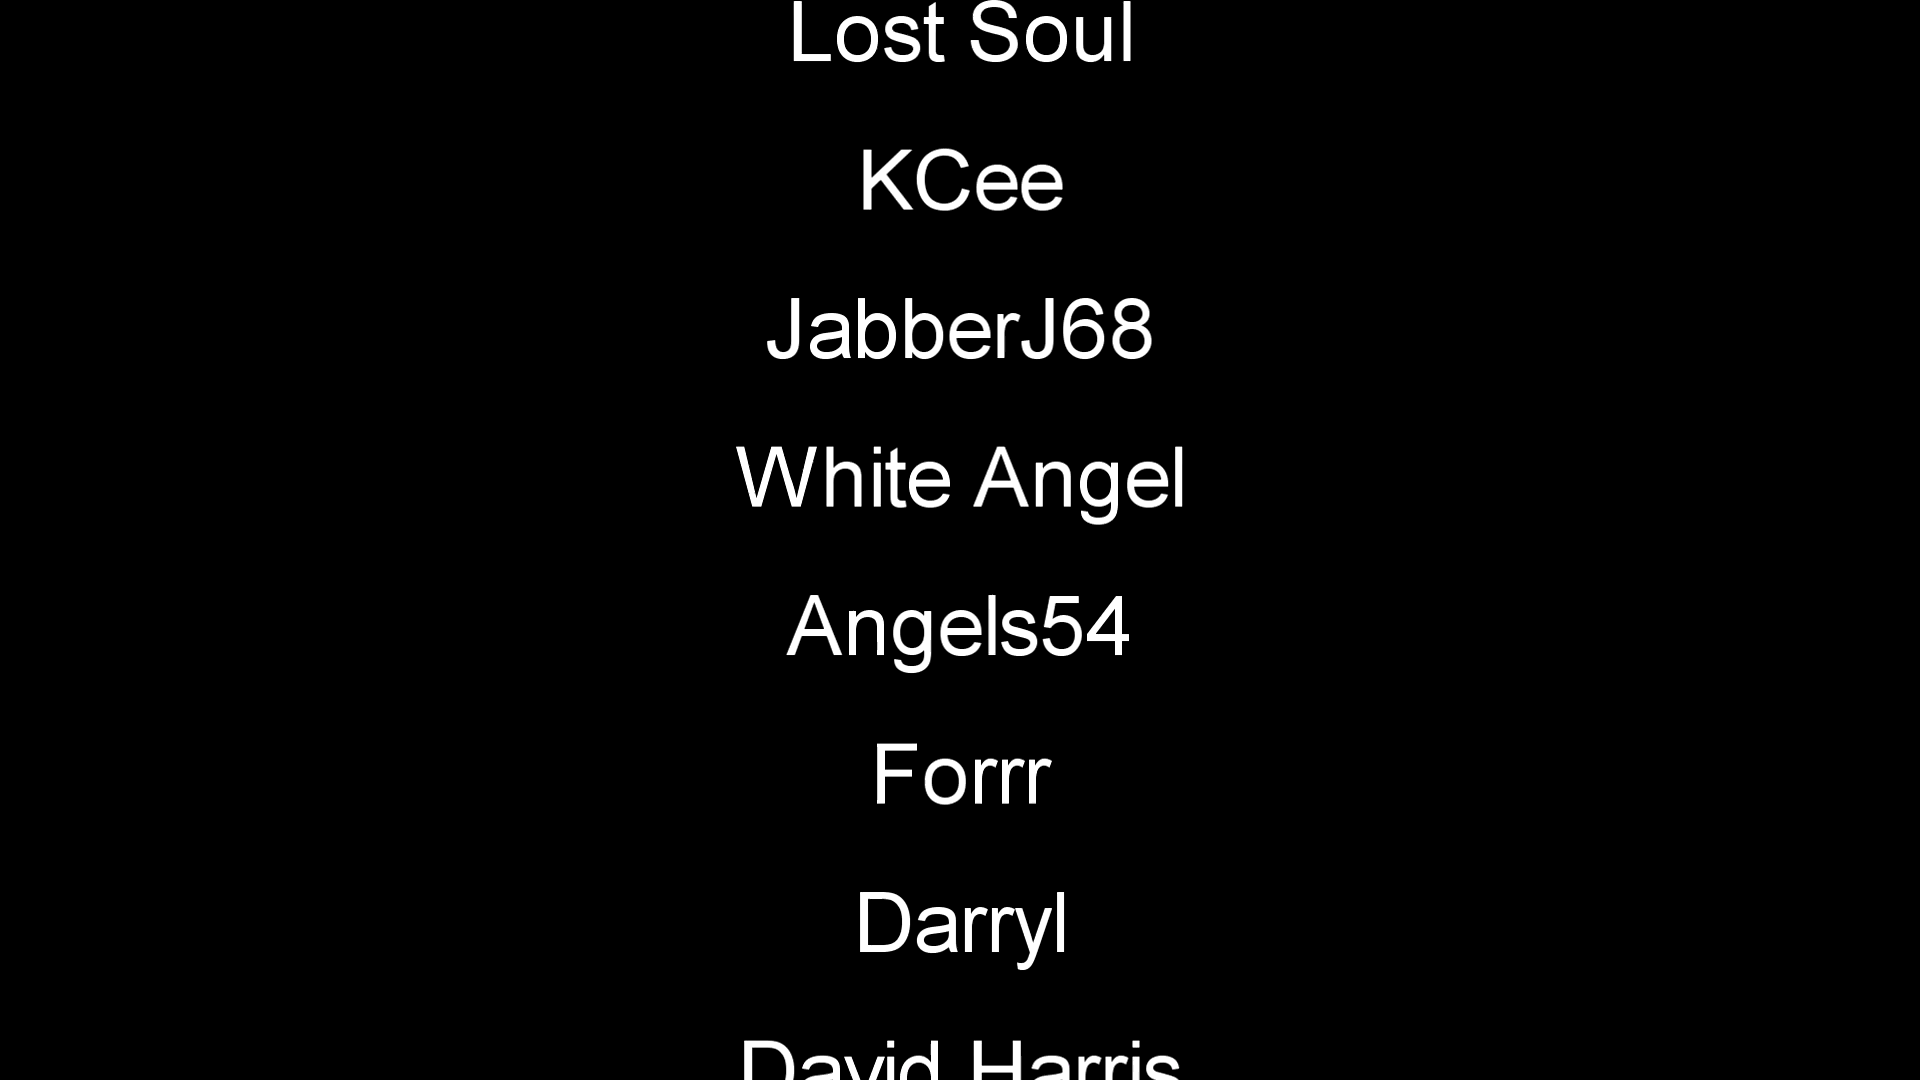 Lost Soul
KCee
JabberJ68
White Angel
Angels54
Forrr
Darryl
David Harris